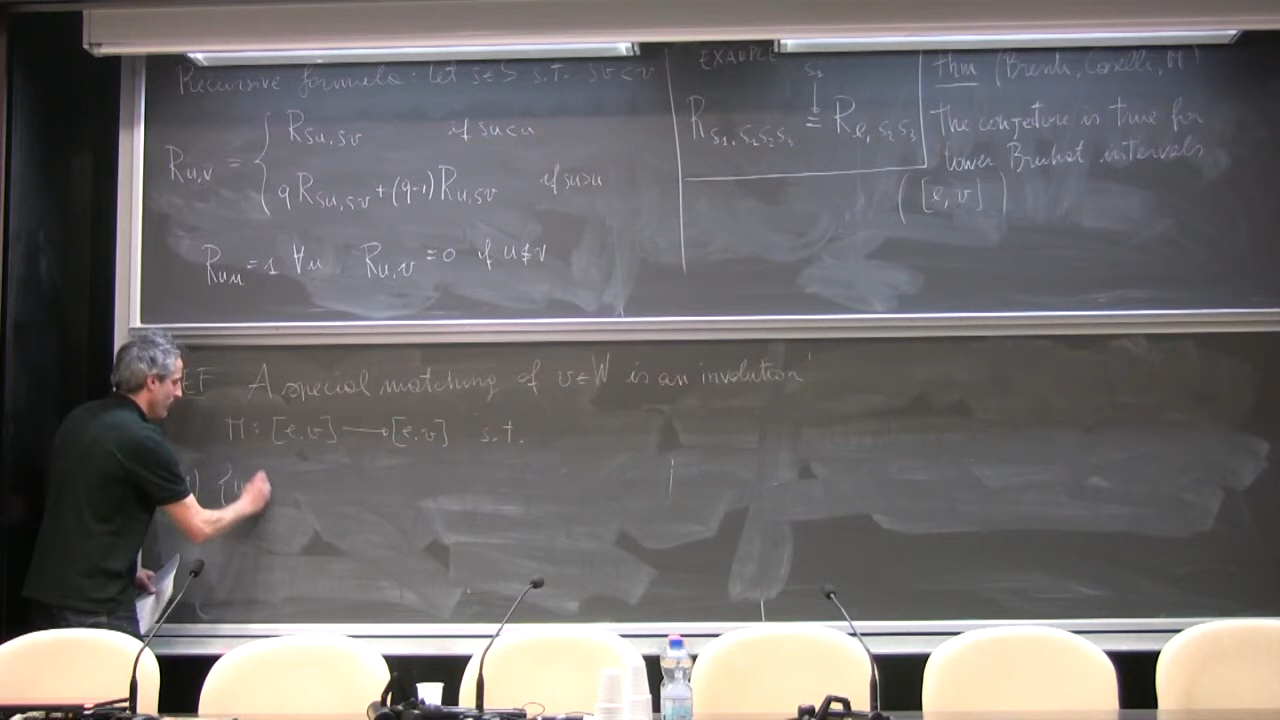 Recursive formula: Let s∈S s.t. sv<v
R_{u,v} = { R_{su,sv} if su<u
q R_{su,sv} + (q-1) R_{u,sv} if su>u
R_{u,u} = 1 ∀u R_{u,v} = 0 if u≰v
EXAMPLE
s_1
= R_{e,s_2s_3}
thm (Brenti, Caselli, M)
The conjecture is true for
lower Bruhat intervals
([e,v])
EF A special matching of v∈W is an involution
M: [e,v] → [e,v] s.t.